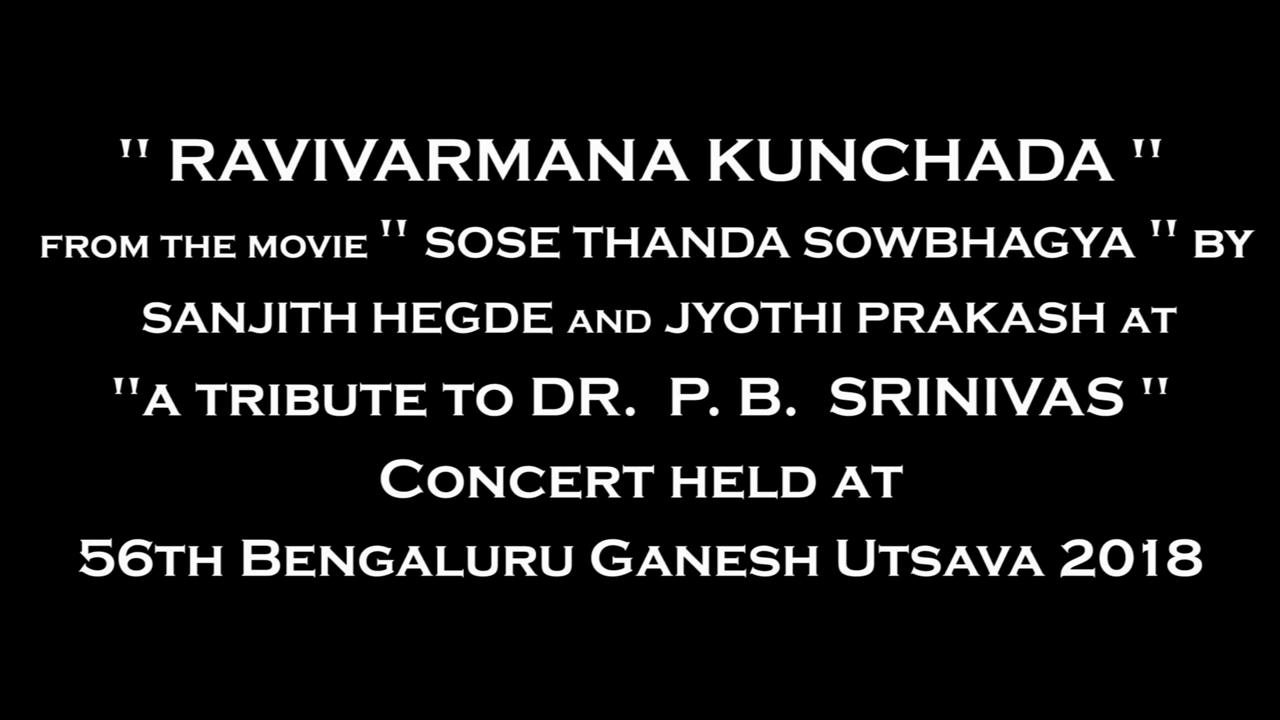 " RAVIVARMANA KUNCHADA "
FROM THE MOVIE " SOSE THANDA SOWBHAGYA " BY
SANJITH HEGDE AND JYOTHI PRAKASH AT
"A TRIBUTE TO DR. P. B. SRINIVAS "
CONCERT HELD AT
56TH BENGALURU GANESH UTSAVA 2018